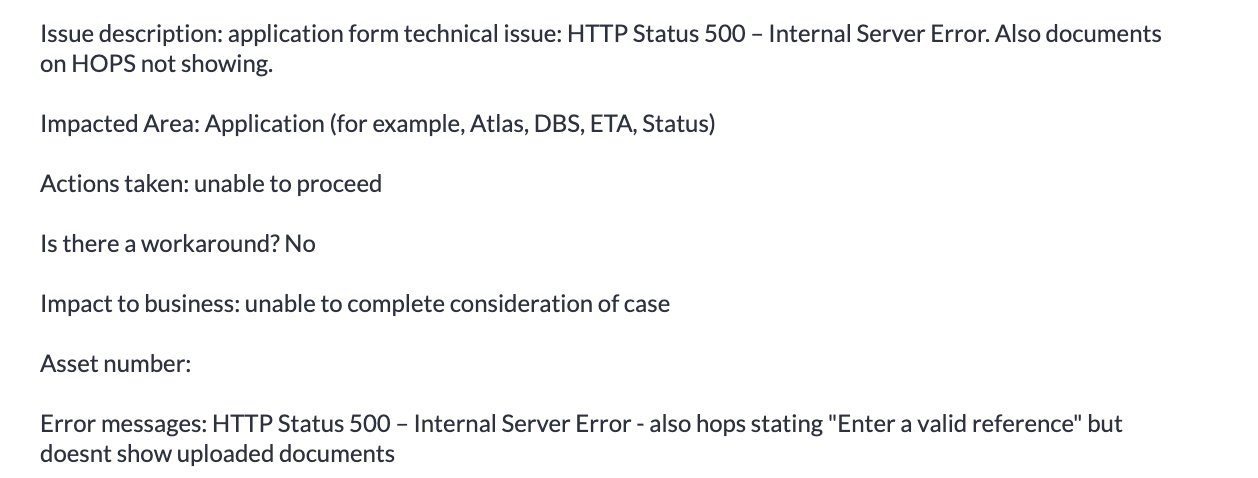 Issue description: application form technical issue: HTTP Status 500 – Internal Server Error. Also documents
on HOPS not showing.
Impacted Area: Application (for example, Atlas, DBS, ETA, Status)
Actions taken: unable to proceed
Is there a workaround? No
Impact to business: unable to complete consideration of case
Asset number:
Error messages: HTTP Status 500 – Internal Server Error - also hops stating "Enter a valid reference" but
doesnt show uploaded documents